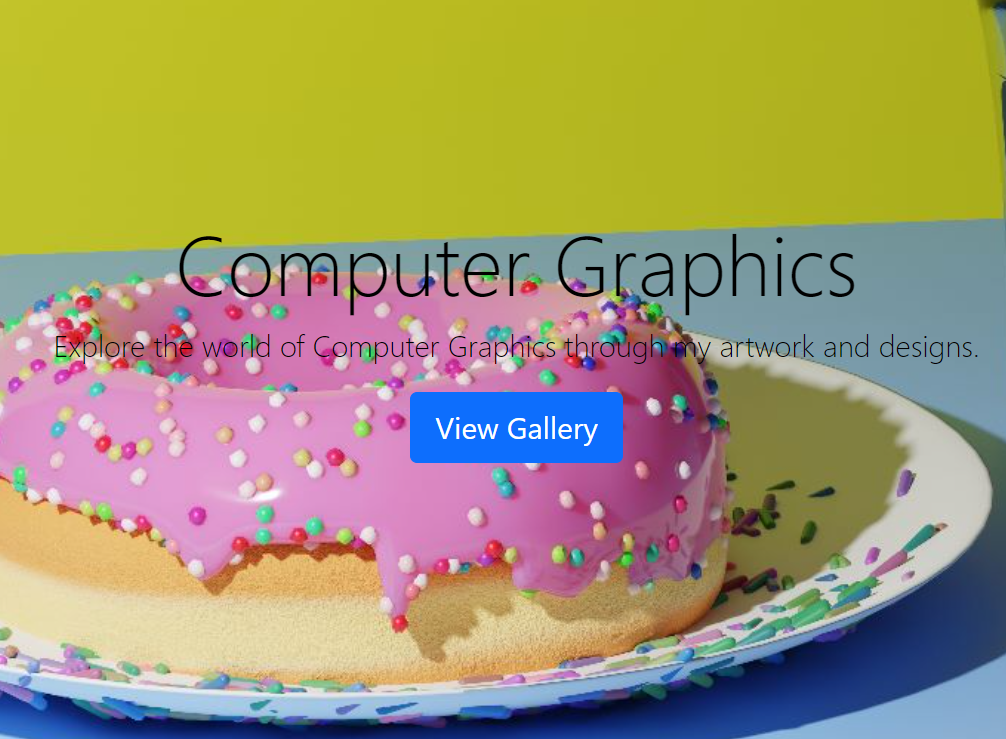 Computer Graphics
Explore the world of Computer Graphics through my artwork and designs.
View Gallery